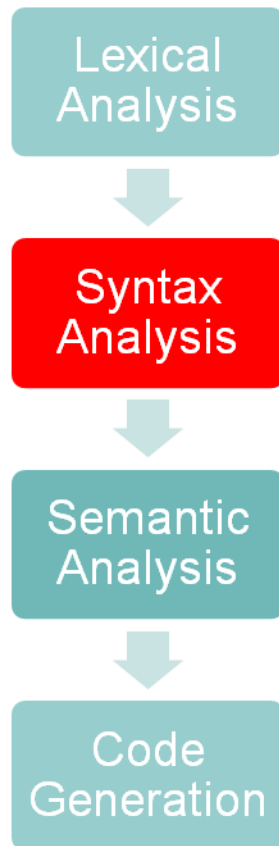 Lexical
Analysis
Syntax
Analysis
Semantic
Analysis
Code
Generation